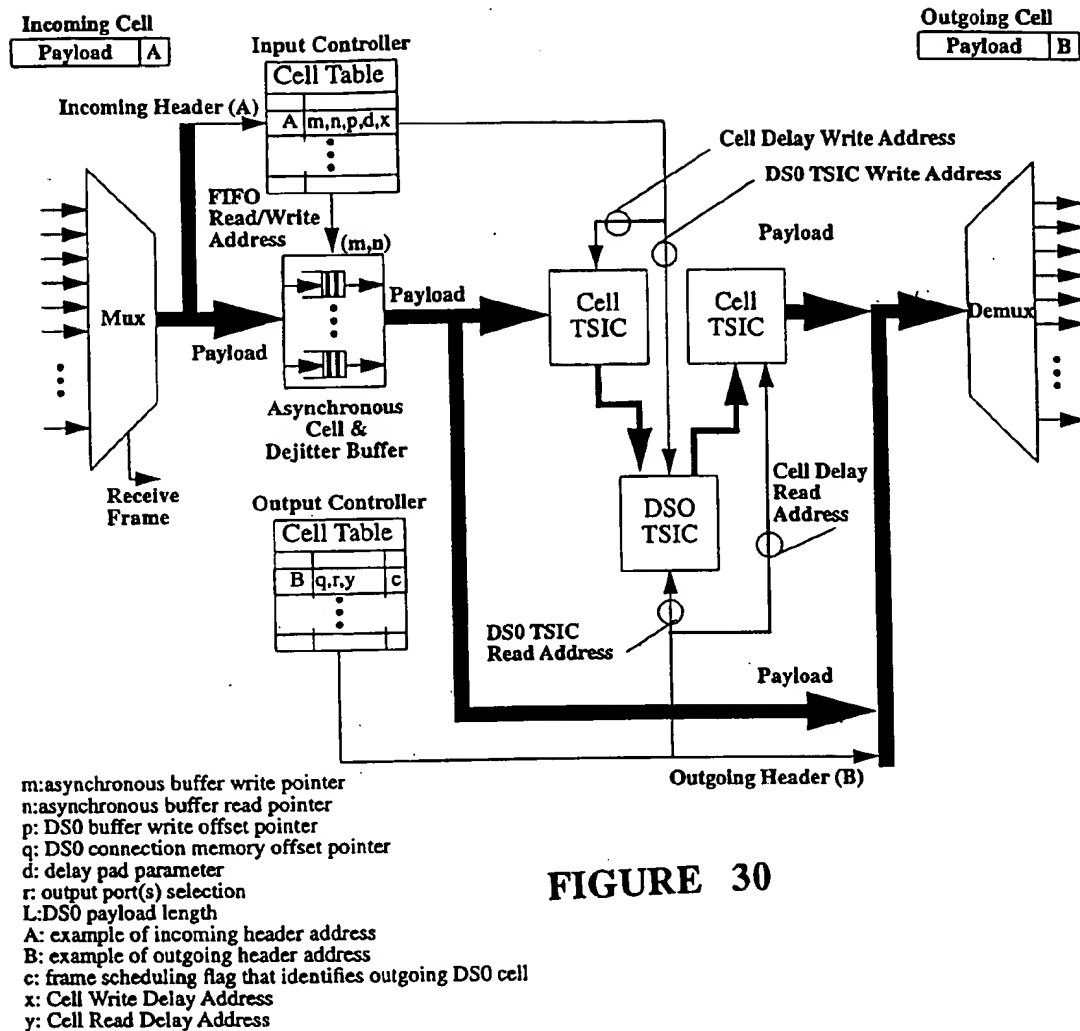 Incoming Cell
Payload A
Input Controller
Cell Table
A m,n,p,d,x
Incoming Header (A)
Outgoing Cell
Payload B
Cell Delay Write Address
DS0 TSIC Write Address
FIFO
Read/Write
Address
(m,n)
Payload
Mux
Payload
Payload
Cell
TSIC
Cell
TSIC
Demux
Asynchronous
Cell &
Dejitter Buffer
Receive
Frame
Output Controller
Cell Table
B q,r,y c
DSO
TSIC
Cell Delay
Read
Address
DS0 TSIC
Read Address
Payload
Outgoing Header (B)
m:asynchronous buffer write pointer
n:asynchronous buffer read pointer
p: DS0 buffer write offset pointer
q: DS0 connection memory offset pointer
d: delay pad parameter
r: output port(s) selection
L:DS0 payload length
A: example of incoming header address
B: example of outgoing header address
c: frame scheduling flag that identifies outgoing DS0 cell
x: Cell Write Delay Address
y: Cell Read Delay Address
FIGURE 30